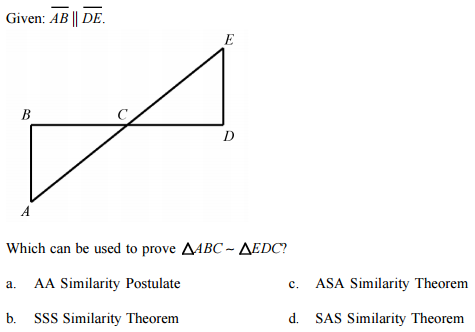 Given: AB || DE.
E
B
C
D
A
Which can be used to prove △ABC ~ △EDC?
a. AA Similarity Postulate
c. ASA Similarity Theorem
b. SSS Similarity Theorem
d. SAS Similarity Theorem